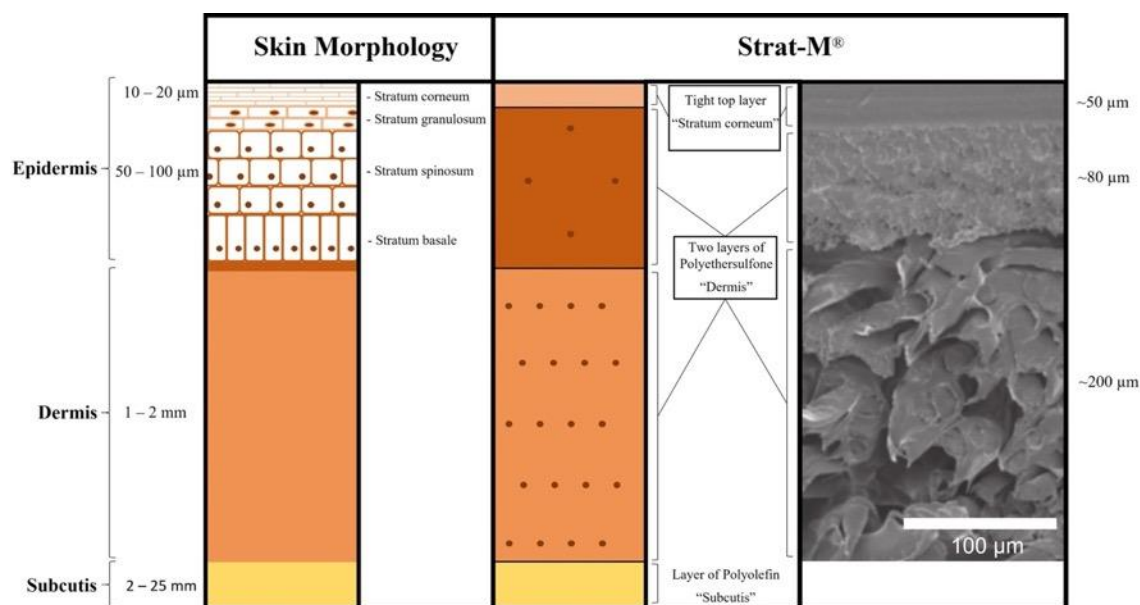 Skin Morphology
Strat-M®
10 – 20 µm
- Stratum corneum
- Stratum granulosum
Epidermis
50 – 100 µm
- Stratum spinosum
- Stratum basale
Dermis
1 – 2 mm
Subcutis
2 – 25 mm
Tight top layer
“Stratum corneum”
Two layers of
Polyethersulfone
“Dermis”
Layer of Polyolefin
“Subcutis”
~50 µm
~80 µm
~200 µm
100 µm